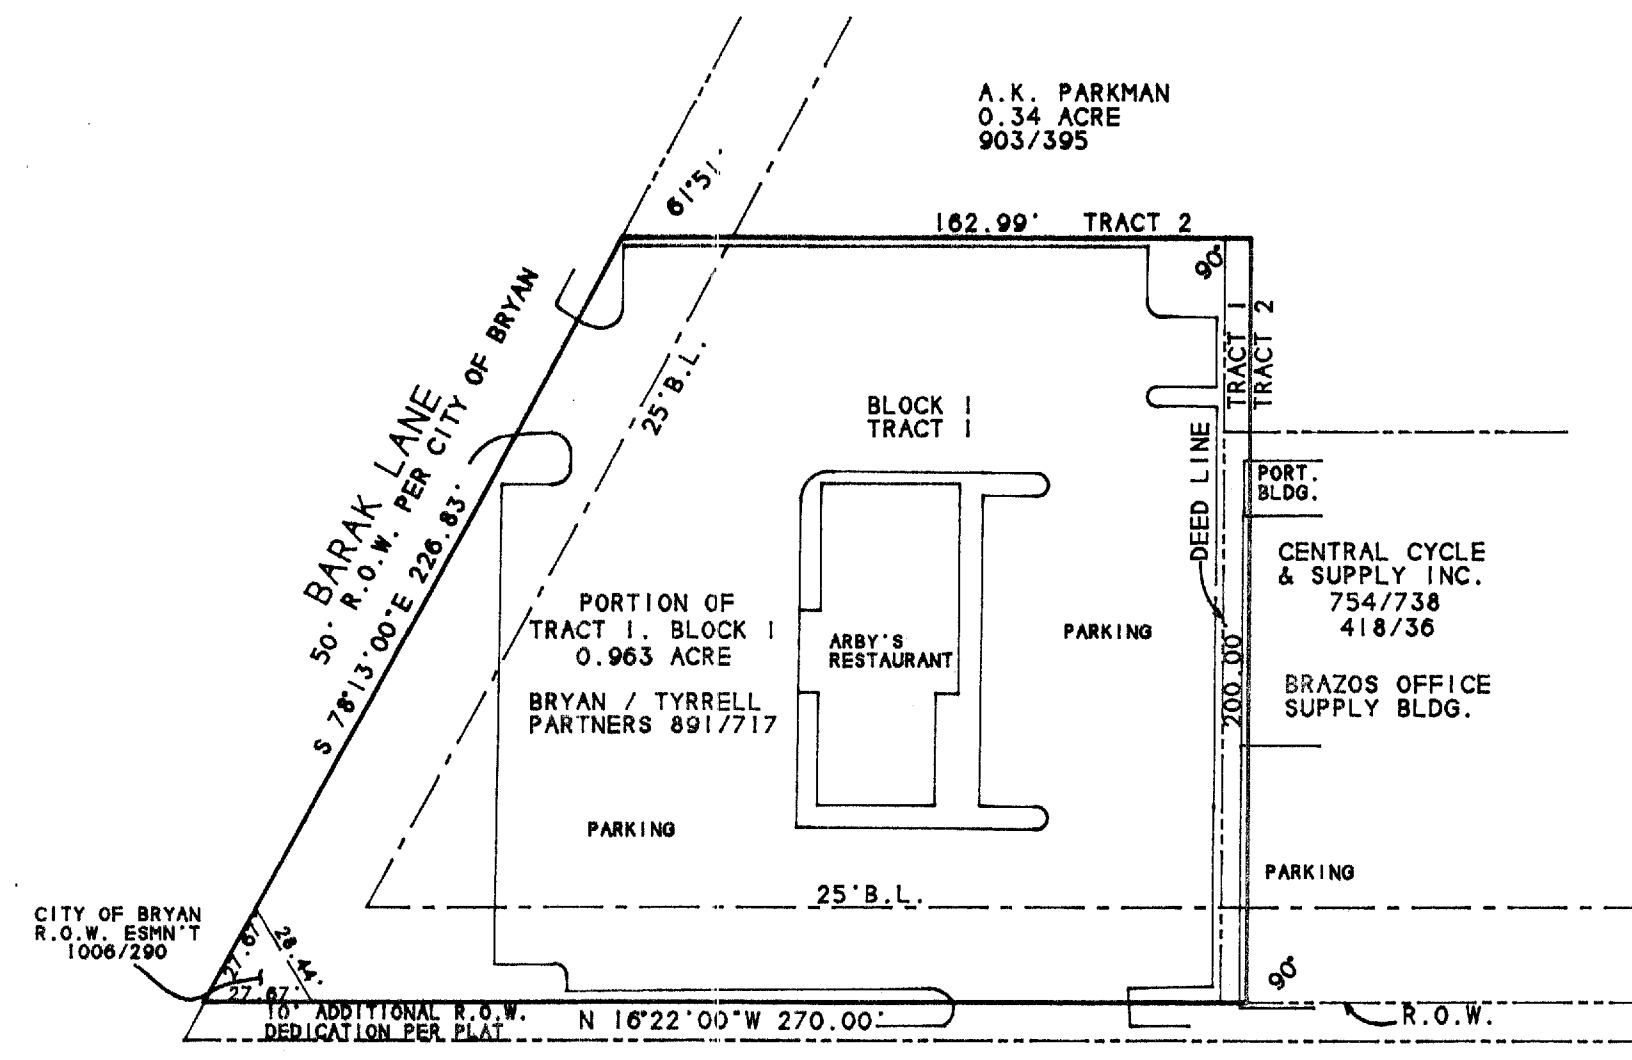 A.K. PARKMAN
0.34 ACRE
903/395
61°51'
162.99' TRACT 2
90°
TRACT 1
TRACT 2
BARAK LANE
50' R.O.W. PER CITY OF BRYAN
S 78°13'00"E 226.83'
25'B.L.
BLOCK 1
TRACT 1
DEED LINE
PORT.
BLDG.
CENTRAL CYCLE
& SUPPLY INC.
754/738
418/36
PORTION OF
TRACT 1. BLOCK 1
0.963 ACRE
BRYAN / TYRRELL
PARTNERS 891/717
ARBY'S
RESTAURANT
PARKING
200.00
BRAZOS OFFICE
SUPPLY BLDG.
PARKING
PARKING
25'B.L.
CITY OF BRYAN
R.O.W. ESMN'T
1006/290
27.67'
28.44'
27.67'
90°
10' ADDITIONAL R.O.W.
DEDICATION PER PLAT
N 16°22'00"W 270.00'
R.O.W.